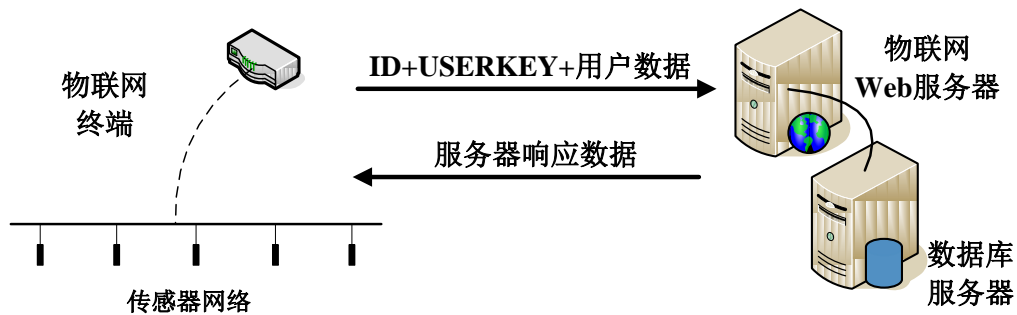 物联网
终端
ID+USERKEY+用户数据
服务器响应数据
物联网
Web服务器
数据库
服务器
传感器网络